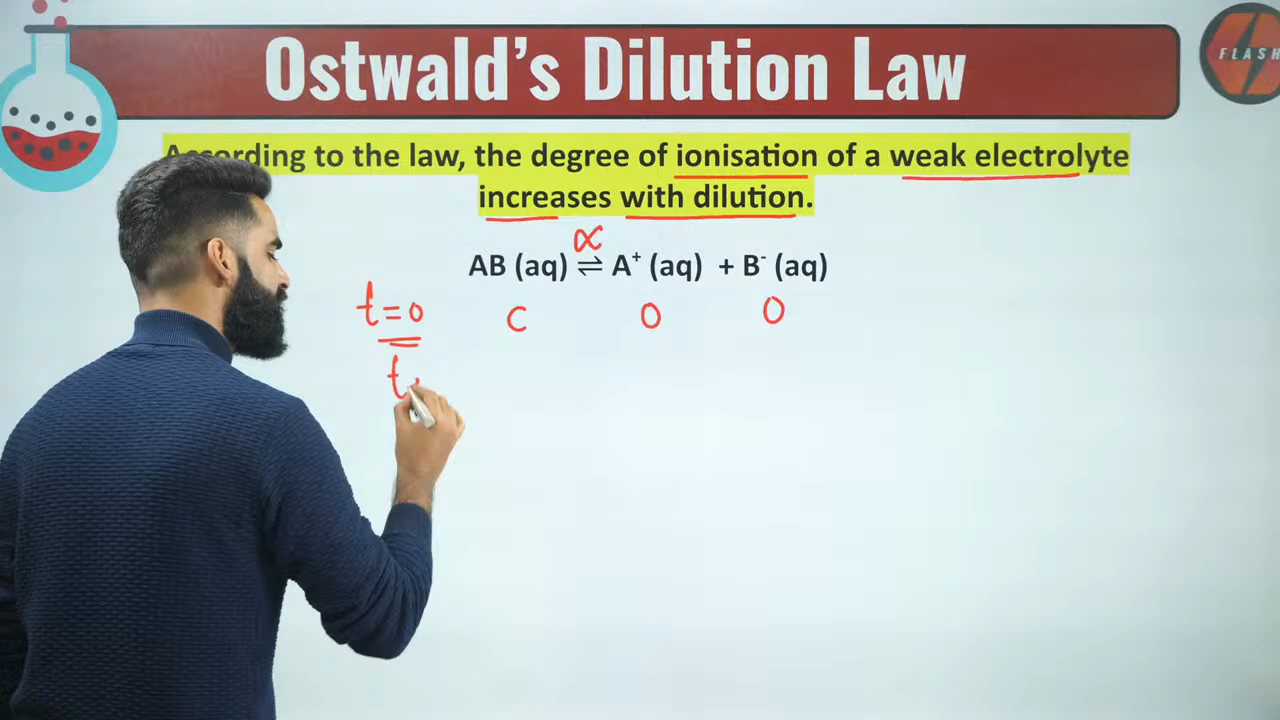 Ostwald's Dilution Law
FLASH
According to the law, the degree of ionisation of a weak electrolyte
increases with dilution.
∝
AB (aq) ⇌ A⁺ (aq) + B⁻ (aq)
t=0 C 0 0
t